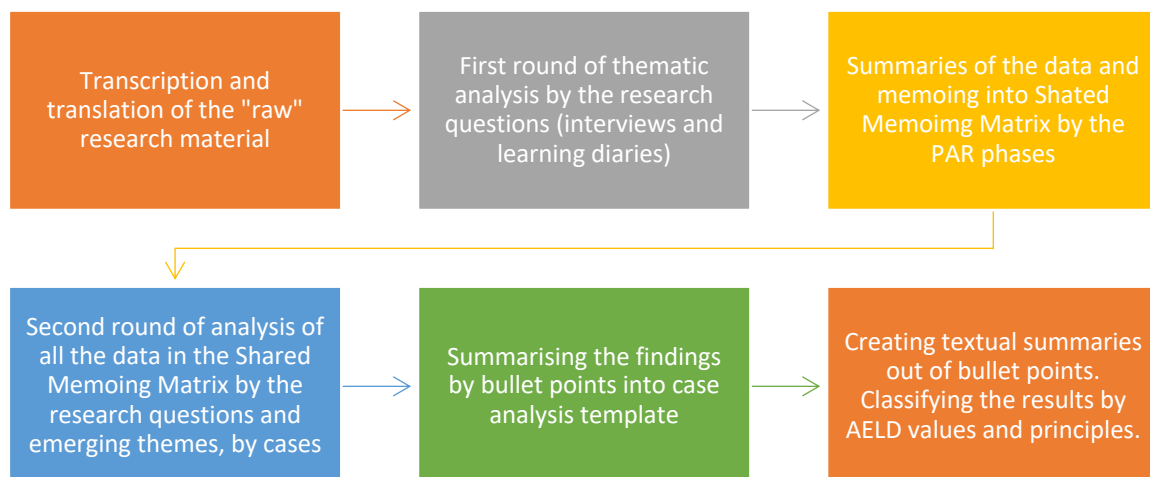 Transcription and
translation of the "raw"
research material
First round of thematic
analysis by the research
questions (interviews and
learning diaries)
Summaries of the data and
memoing into Shated
Memoimg Matrix by the
PAR phases
Second round of analysis of
all the data in the Shared
Memoing Matrix by the
research questions and
emerging themes, by cases
Summarising the findings
by bullet points into case
analysis template
Creating textual summaries
out of bullet points.
Classifying the results by
AELD values and principles.